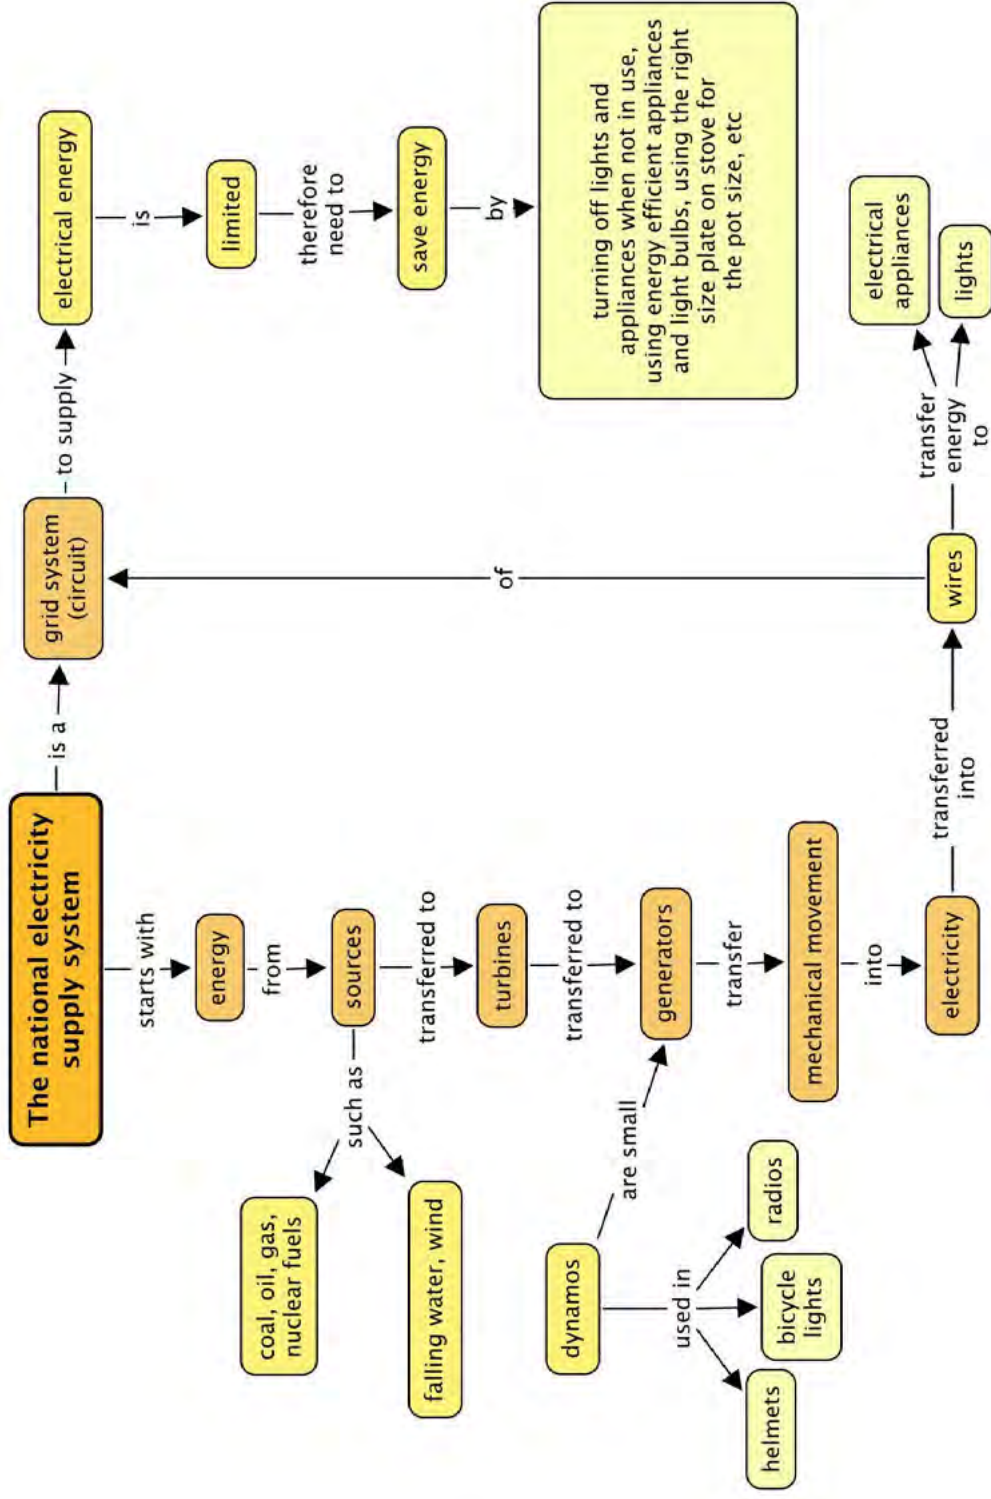 The national electricity
supply system
is a
grid system
(circuit)
to supply
electrical energy
is
limited
therefore
need to
save energy
by
turning off lights and
appliances when not in use,
using energy efficient appliances
and light bulbs, using the right
size plate on stove for
the pot size, etc
starts with
energy
from
sources
such as
coal, oil, gas,
nuclear fuels
falling water, wind
transferred to
turbines
transferred to
generators
dynamos
are small
used in
helmets
bicycle
lights
radios
transfer
mechanical movement
into
electricity
transferred
into
wires
of
transfer
energy
to
electrical
appliances
lights